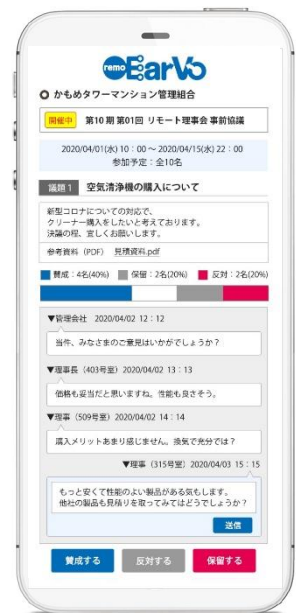 remo EarVo
かもめタワーマンション管理組合
開催中 第10期 第01回 リモート理事会 事前協議
2020/04/01(水) 10：00～2020/04/15(水) 22：00
参加予定：全10名
議題1 空気清浄機の購入について
新型コロナについての対応で、
クリーナー購入をしたいと考えております。
決議の程、宜しくお願いします。
参考資料（PDF） 見積資料.pdf
賛成：4名(40%) 保留：2名(20%) 反対：2名(20%)
▼管理会社 2020/04/02 12：12
当件、みなさまのご意見はいかがでしょうか？
▼理事長（403号室）2020/04/02 13：13
価格も妥当だと思いますね。性能も良さそう。
▼理事（509号室）2020/04/02 14：14
購入メリットあまり感じません。換気で充分では？
▼理事（315号室）2020/04/03 15：15
もっと安くて性能のよい製品がある気もします。
他社の製品も見積りを取ってみてはどうでしょうか？
送信
賛成する 反対する 保留する